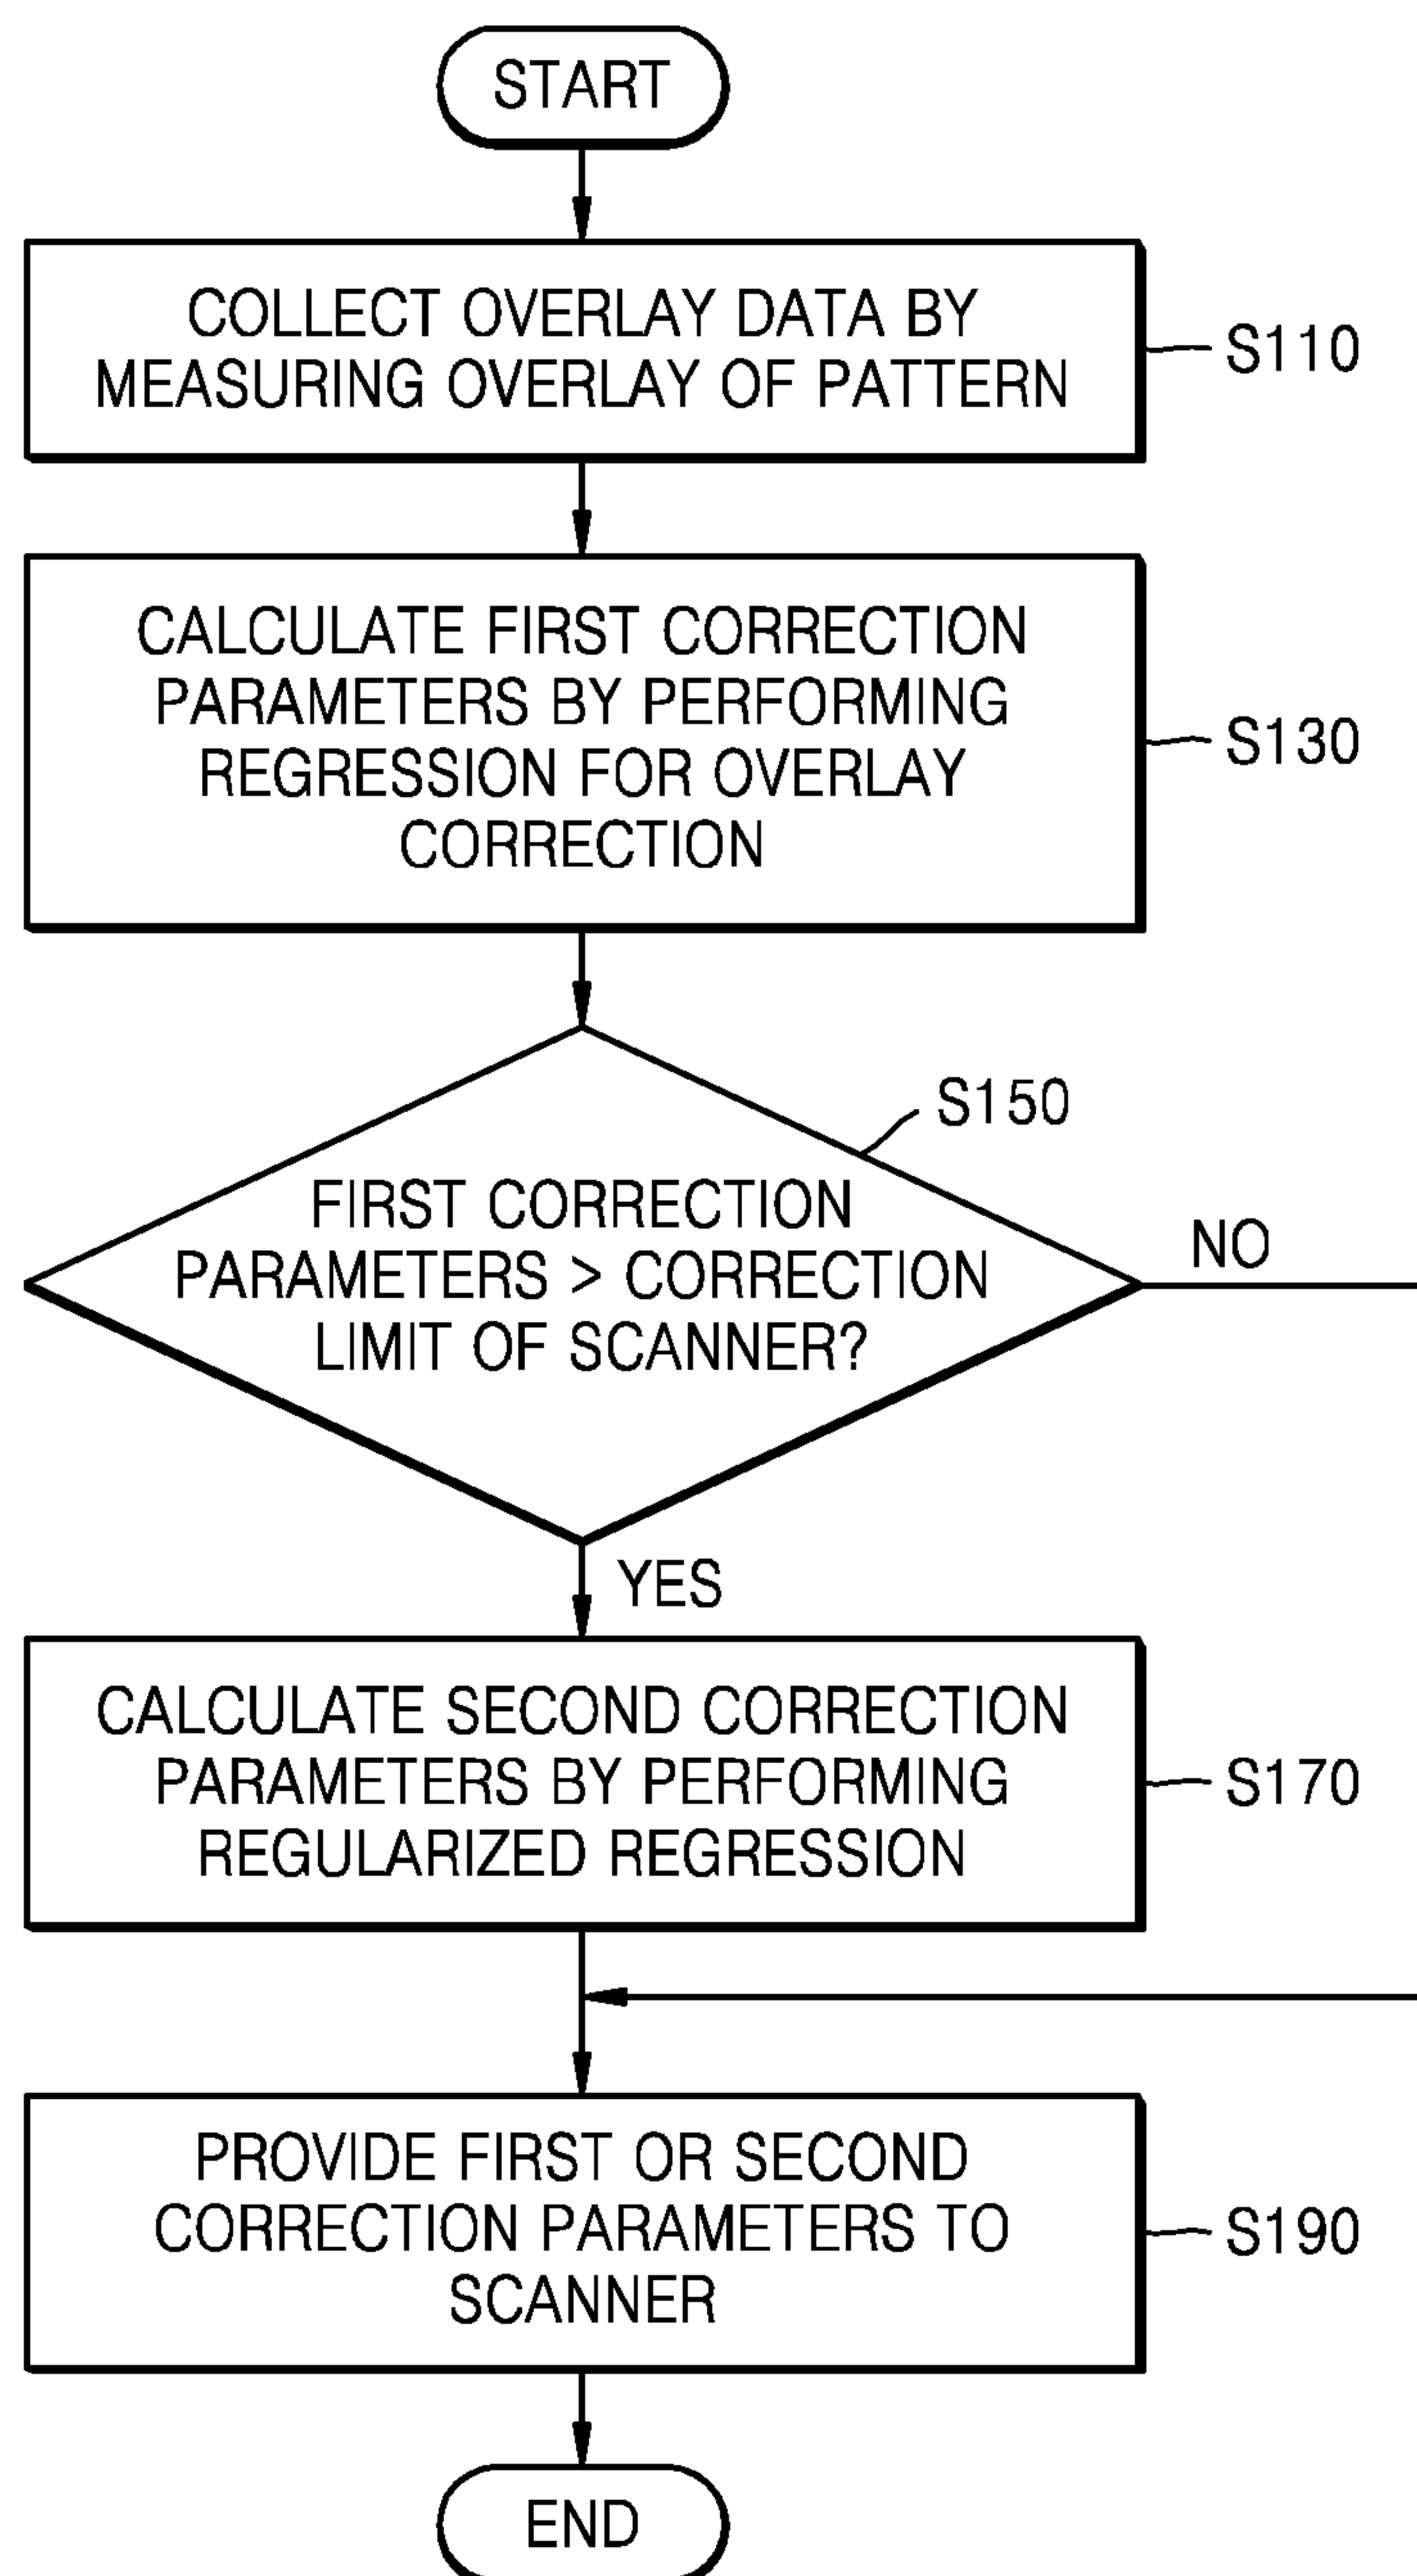 START
COLLECT OVERLAY DATA BY
MEASURING OVERLAY OF PATTERN
S110
CALCULATE FIRST CORRECTION
PARAMETERS BY PERFORMING
REGRESSION FOR OVERLAY
CORRECTION
S130
S150
FIRST CORRECTION
PARAMETERS > CORRECTION
LIMIT OF SCANNER?
NO
YES
CALCULATE SECOND CORRECTION
PARAMETERS BY PERFORMING
REGULARIZED REGRESSION
S170
PROVIDE FIRST OR SECOND
CORRECTION PARAMETERS TO
SCANNER
S190
END